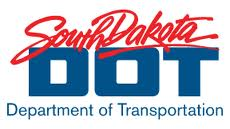 South Dakota
DOT
Department of Transportation